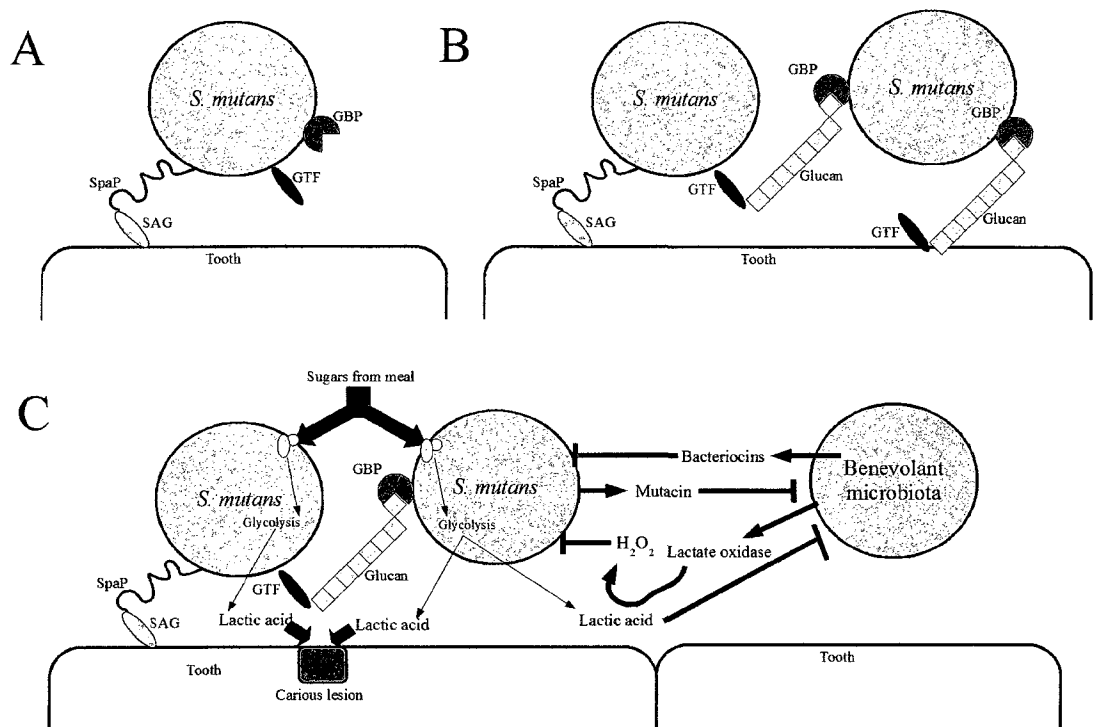 A
S. mutans
GBP
GTF
SpaP
SAG
Tooth
B
S. mutans
GBP
S. mutans
GBP
SpaP
GTF
Glucan
SAG
GTF
Glucan
Tooth
C
Sugars from meal
S. mutans
Glycolysis
GBP
S. mutans
Glycolysis
Bacteriocins
Mutacin
H₂O₂
Lactate oxidase
Benevolant
microbiota
SpaP
GTF
Glucan
SAG
Lactic acid
Lactic acid
Lactic acid
Tooth
Carious lesion
Tooth